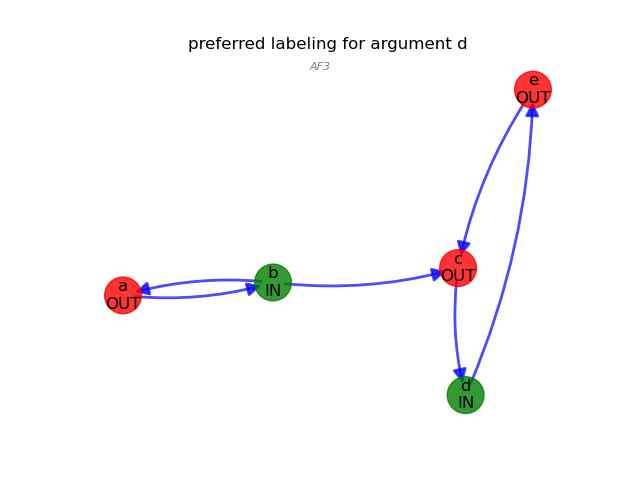 preferred labeling for argument d
AF3
e
OUT
b
IN
c
OUT
a
OUT
d
IN